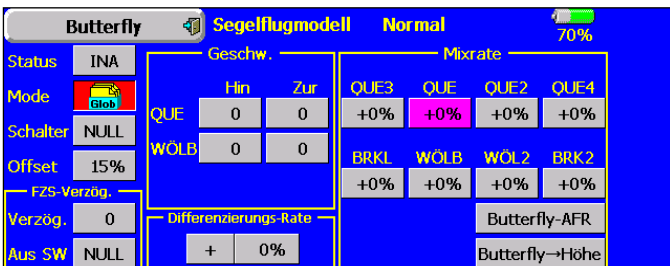 Butterfly Segelflugmodell Normal 70%
Status INA
Mode Glob
Schalter NULL
Offset 15%
FZS-Verzög.
Verzög. 0
Aus SW NULL
Geschw.
Hin Zur
QUE 0 0
WÖLB 0 0
Differenzierungs-Rate
+ 0%
Mixrate
QUE3 QUE QUE2 QUE4
+0% +0% +0% +0%
BRKL WÖLB WÖL2 BRK2
+0% +0% +0% +0%
Butterfly-AFR
Butterfly→Höhe